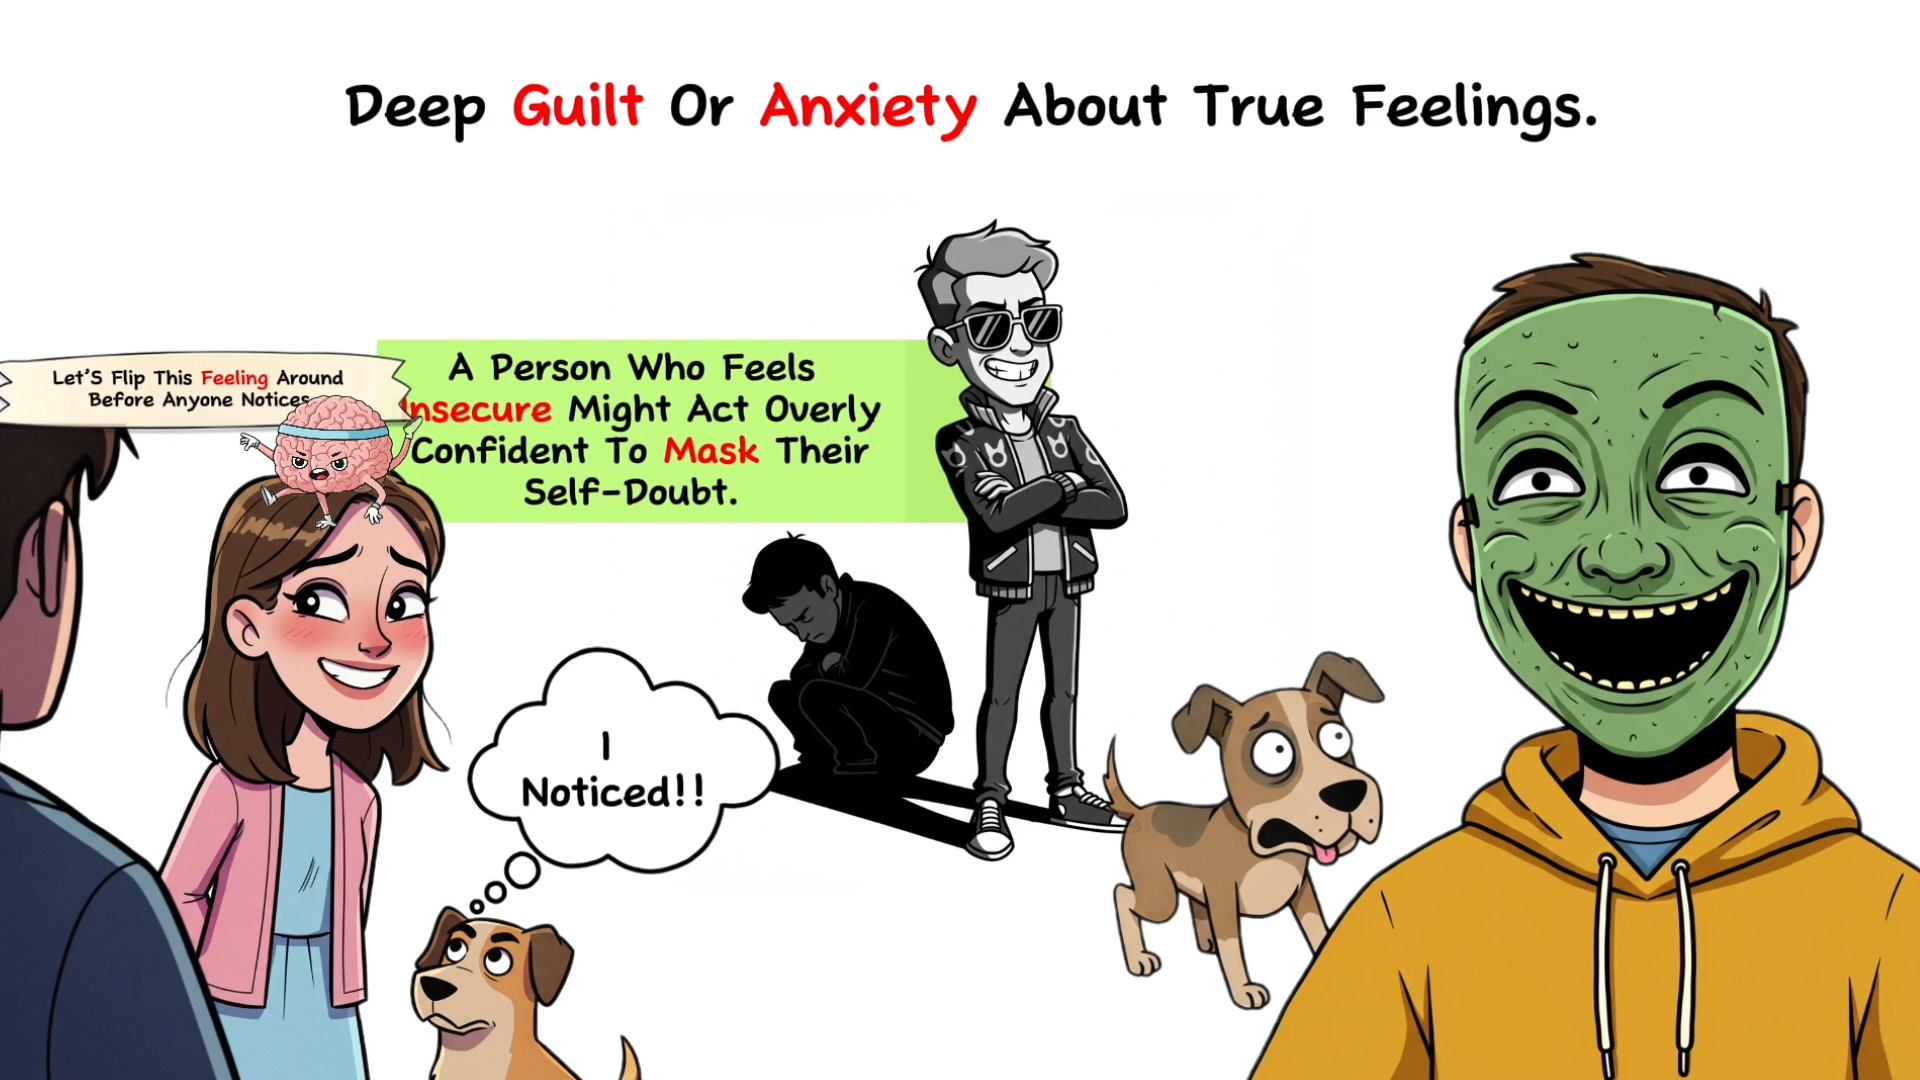 Deep Guilt Or Anxiety About True Feelings.
Let'S Flip This Feeling Around
Before Anyone Notices
A Person Who Feels
Insecure Might Act Overly
Confident To Mask Their
Self-Doubt.
I
Noticed!!